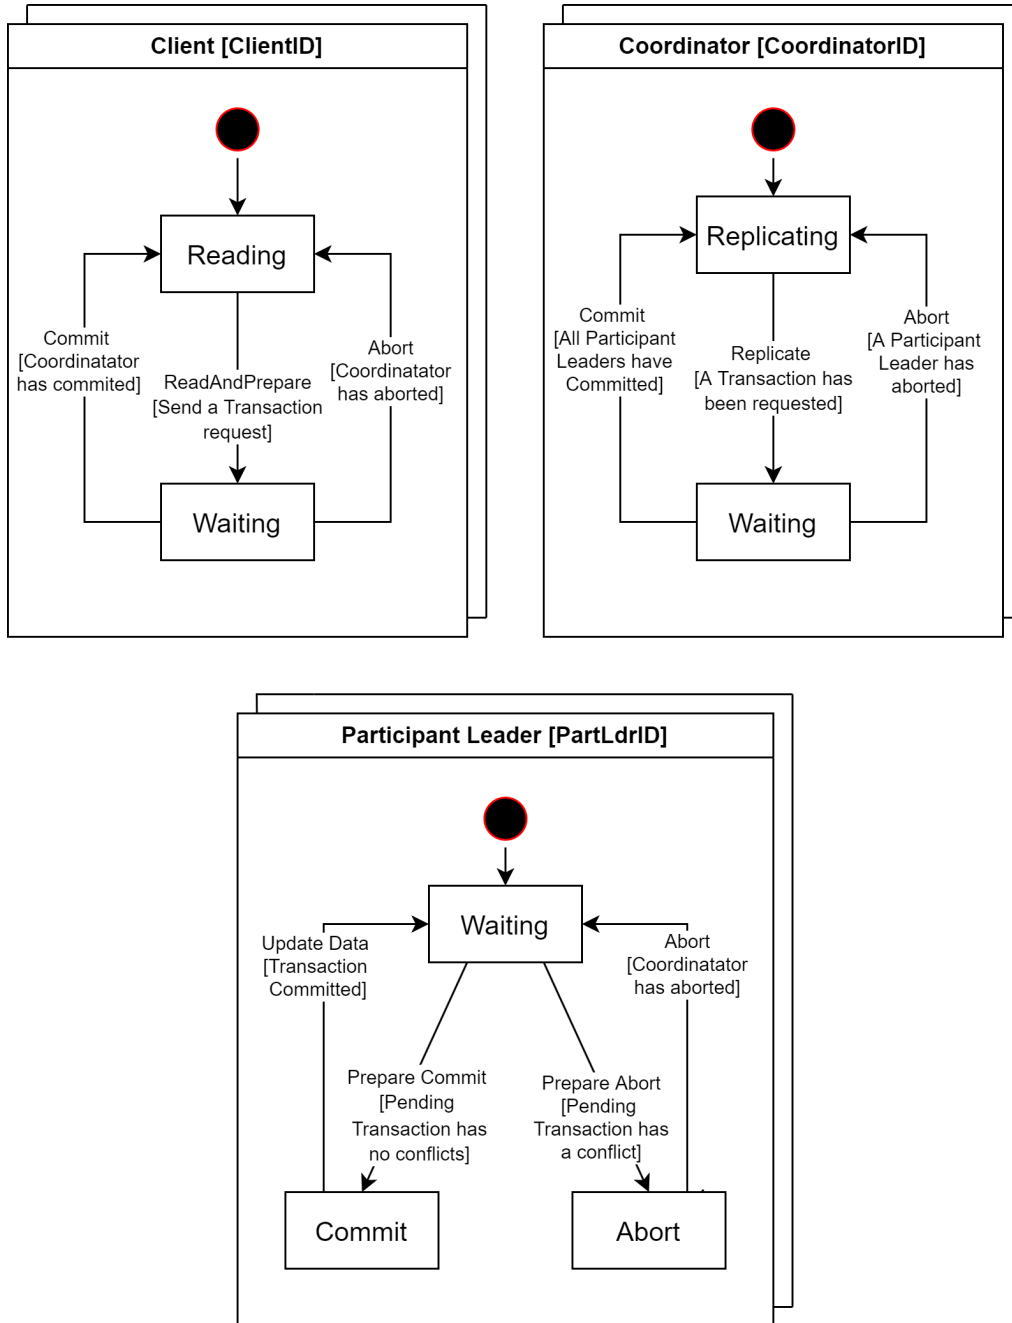 Client [ClientID]
Reading
Commit
[Coordinatator
has commited]
ReadAndPrepare
[Send a Transaction
request]
Abort
[Coordinatator
has aborted]
Waiting
Coordinator [CoordinatorID]
Replicating
Commit
[All Participant
Leaders have
Committed]
Replicate
[A Transaction has
been requested]
Abort
[A Participant
Leader has
aborted]
Waiting
Participant Leader [PartLdrID]
Waiting
Update Data
[Transaction
Committed]
Abort
[Coordinatator
has aborted]
Prepare Commit
[Pending
Transaction has
no conflicts]
Prepare Abort
[Pending
Transaction has
a conflict]
Commit
Abort